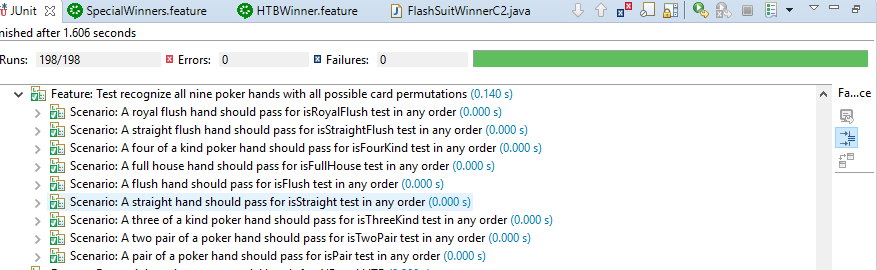 JUnit SpecialWinners.feature HTBWinner.feature FlashSuitWinnerC2.java
nished after 1.606 seconds
Runs: 198/198 Errors: 0 Failures: 0
Feature: Test recognize all nine poker hands with all possible card permutations (0.140 s) Fa...ce
Scenario: A royal flush hand should pass for isRoyalFlush test in any order (0.000 s)
Scenario: A straight flush hand should pass for isStraightFlush test in any order (0.000 s)
Scenario: A four of a kind poker hand should pass for isFourKind test in any order (0.000 s)
Scenario: A full house hand should pass for isFullHouse test in any order (0.000 s)
Scenario: A flush hand should pass for isFlush test in any order (0.000 s)
Scenario: A straight hand should pass for isStraight test in any order (0.000 s)
Scenario: A three of a kind poker hand should pass for isThreeKind test in any order (0.000 s)
Scenario: A two pair of a poker hand should pass for isTwoPair test in any order (0.000 s)
Scenario: A pair of a poker hand should pass for isPair test in any order (0.000 s)